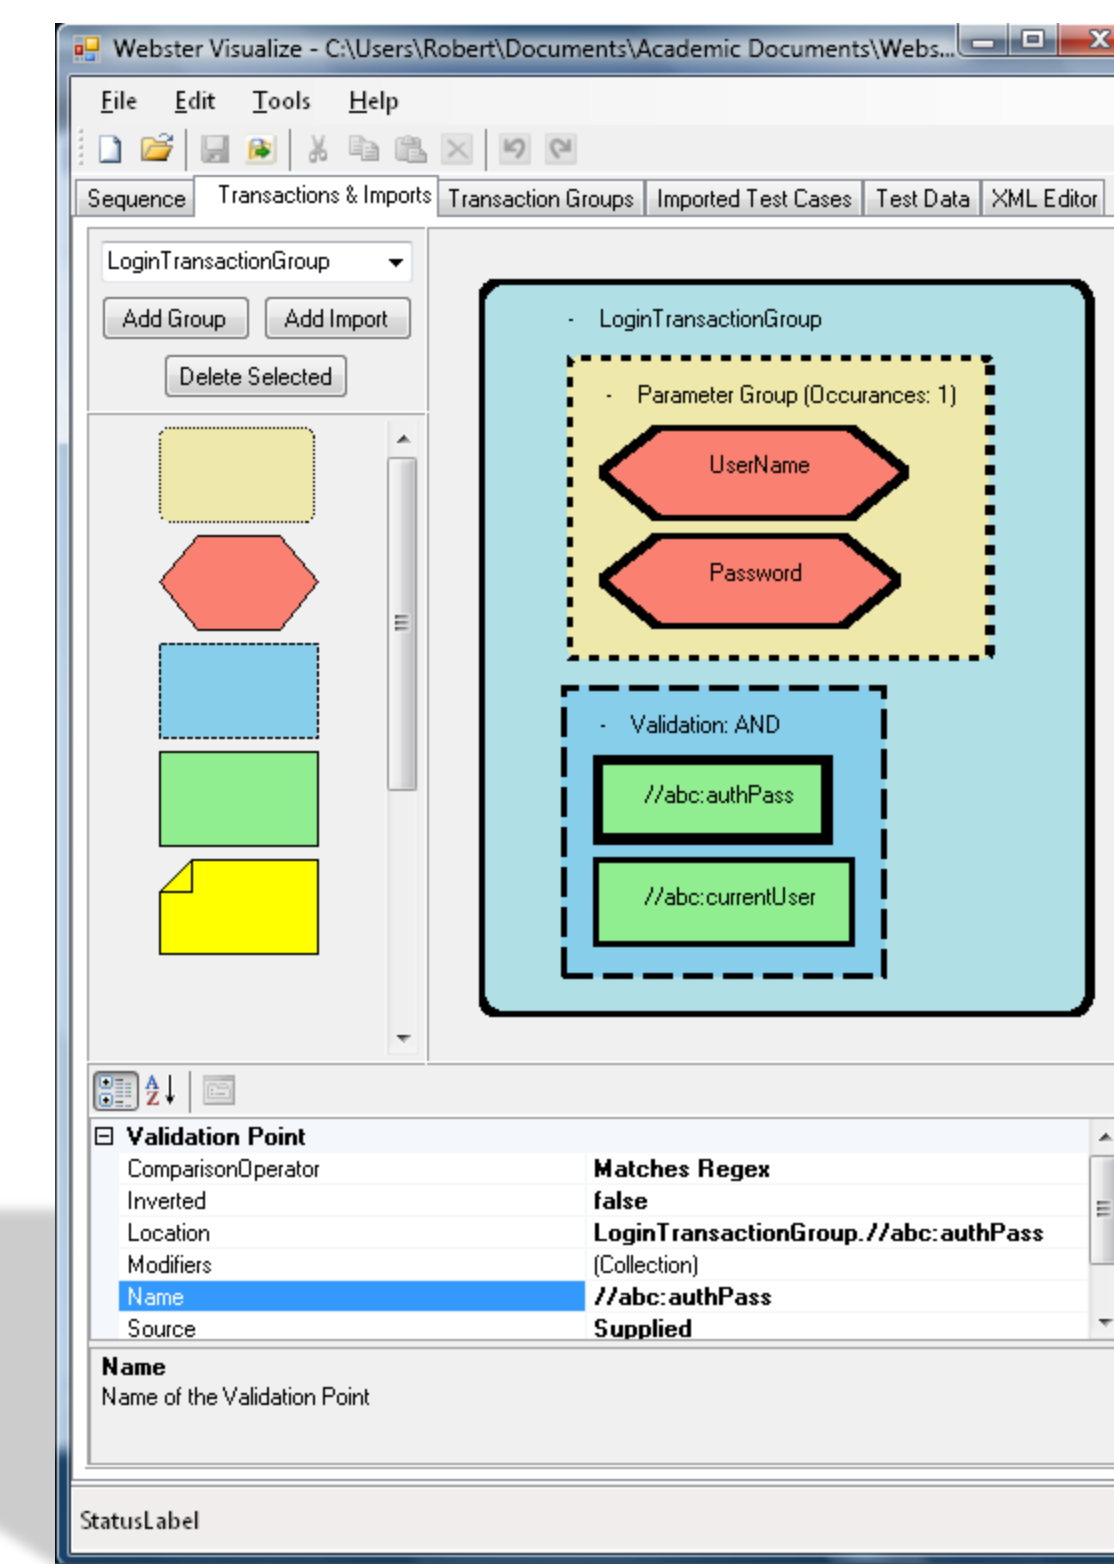 Webster Visualize - C:\Users\Robert\Documents\Academic Documents\Webs...
File Edit Tools Help
Sequence Transactions & Imports Transaction Groups Imported Test Cases Test Data XML Editor
LoginTransactionGroup
Add Group Add Import
Delete Selected
- LoginTransactionGroup
- Parameter Group (Occurances: 1)
UserName
Password
- Validation: AND
//abc:authPass
//abc:currentUser
A
Z
Validation Point
ComparisonOperator Matches Regex
Inverted false
Location LoginTransactionGroup.//abc:authPass
Modifiers (Collection)
Name //abc:authPass
Source Supplied
Name
Name of the Validation Point
StatusLabel